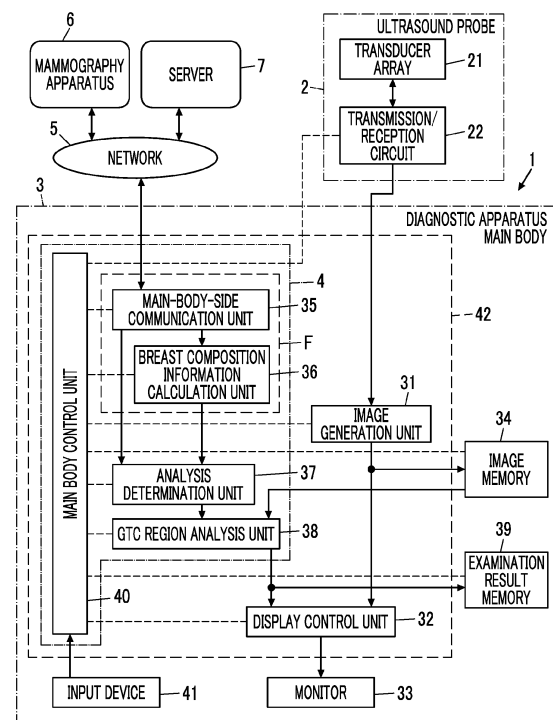 6
MAMMOGRAPHY
APPARATUS
SERVER
7
5
NETWORK
ULTRASOUND PROBE
TRANSDUCER
ARRAY
21
2
TRANSMISSION/
RECEPTION
CIRCUIT
22
1
3
DIAGNOSTIC APPARATUS
MAIN BODY
4
MAIN-BODY-SIDE
COMMUNICATION UNIT
35
42
F
BREAST COMPOSITION
INFORMATION
CALCULATION UNIT
36
MAIN BODY CONTROL UNIT
31
IMAGE
GENERATION UNIT
34
IMAGE
MEMORY
ANALYSIS
DETERMINATION UNIT
37
GTC REGION ANALYSIS UNIT
38
39
EXAMINATION
RESULT
MEMORY
40
DISPLAY CONTROL UNIT
32
INPUT DEVICE
41
MONITOR
33